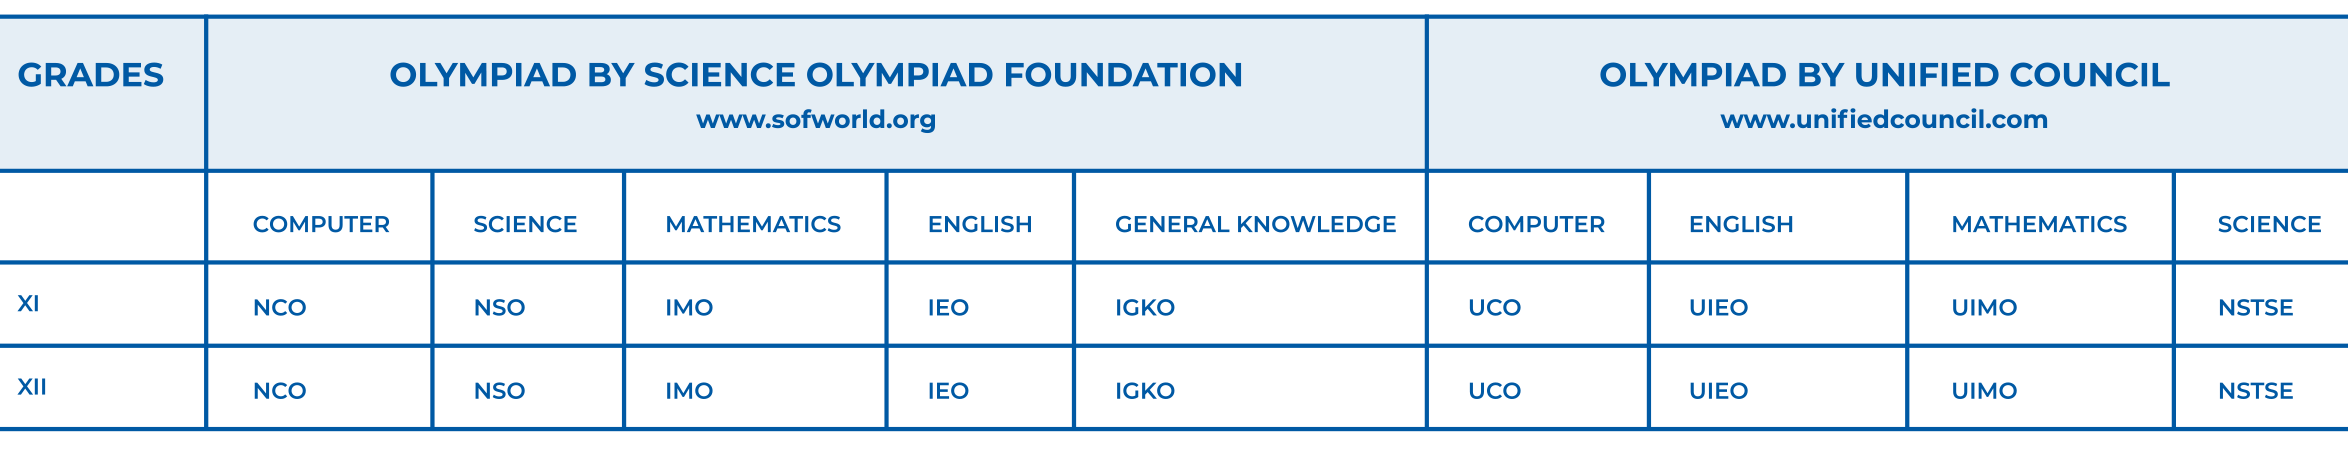 GRADES OLYMPIAD BY SCIENCE OLYMPIAD FOUNDATION OLYMPIAD BY UNIFIED COUNCIL
www.sofworld.org www.unifiedcouncil.com
COMPUTER SCIENCE MATHEMATICS ENGLISH GENERAL KNOWLEDGE COMPUTER ENGLISH MATHEMATICS SCIENCE
XI NCO NSO IMO IEO IGKO UCO UIEO UIMO NSTSE
XII NCO NSO IMO IEO IGKO UCO UIEO UIMO NSTSE